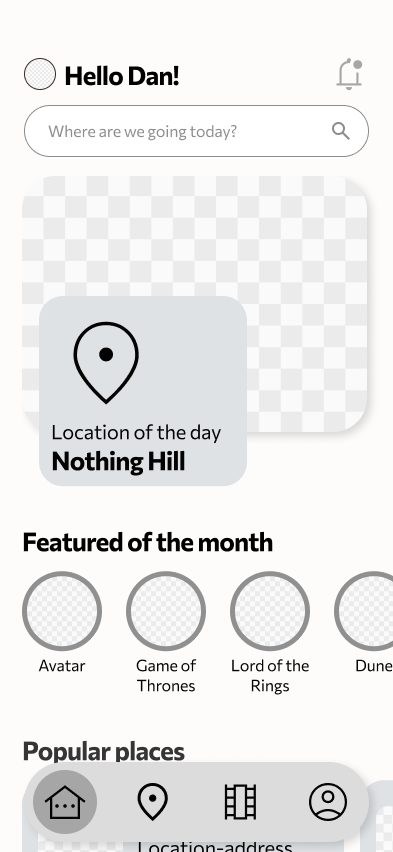 Hello Dan!
Where are we going today?
Location of the day
Nothing Hill
Featured of the month
Avatar
Game of
Thrones
Lord of the
Rings
Dune
Popular places
Location-address